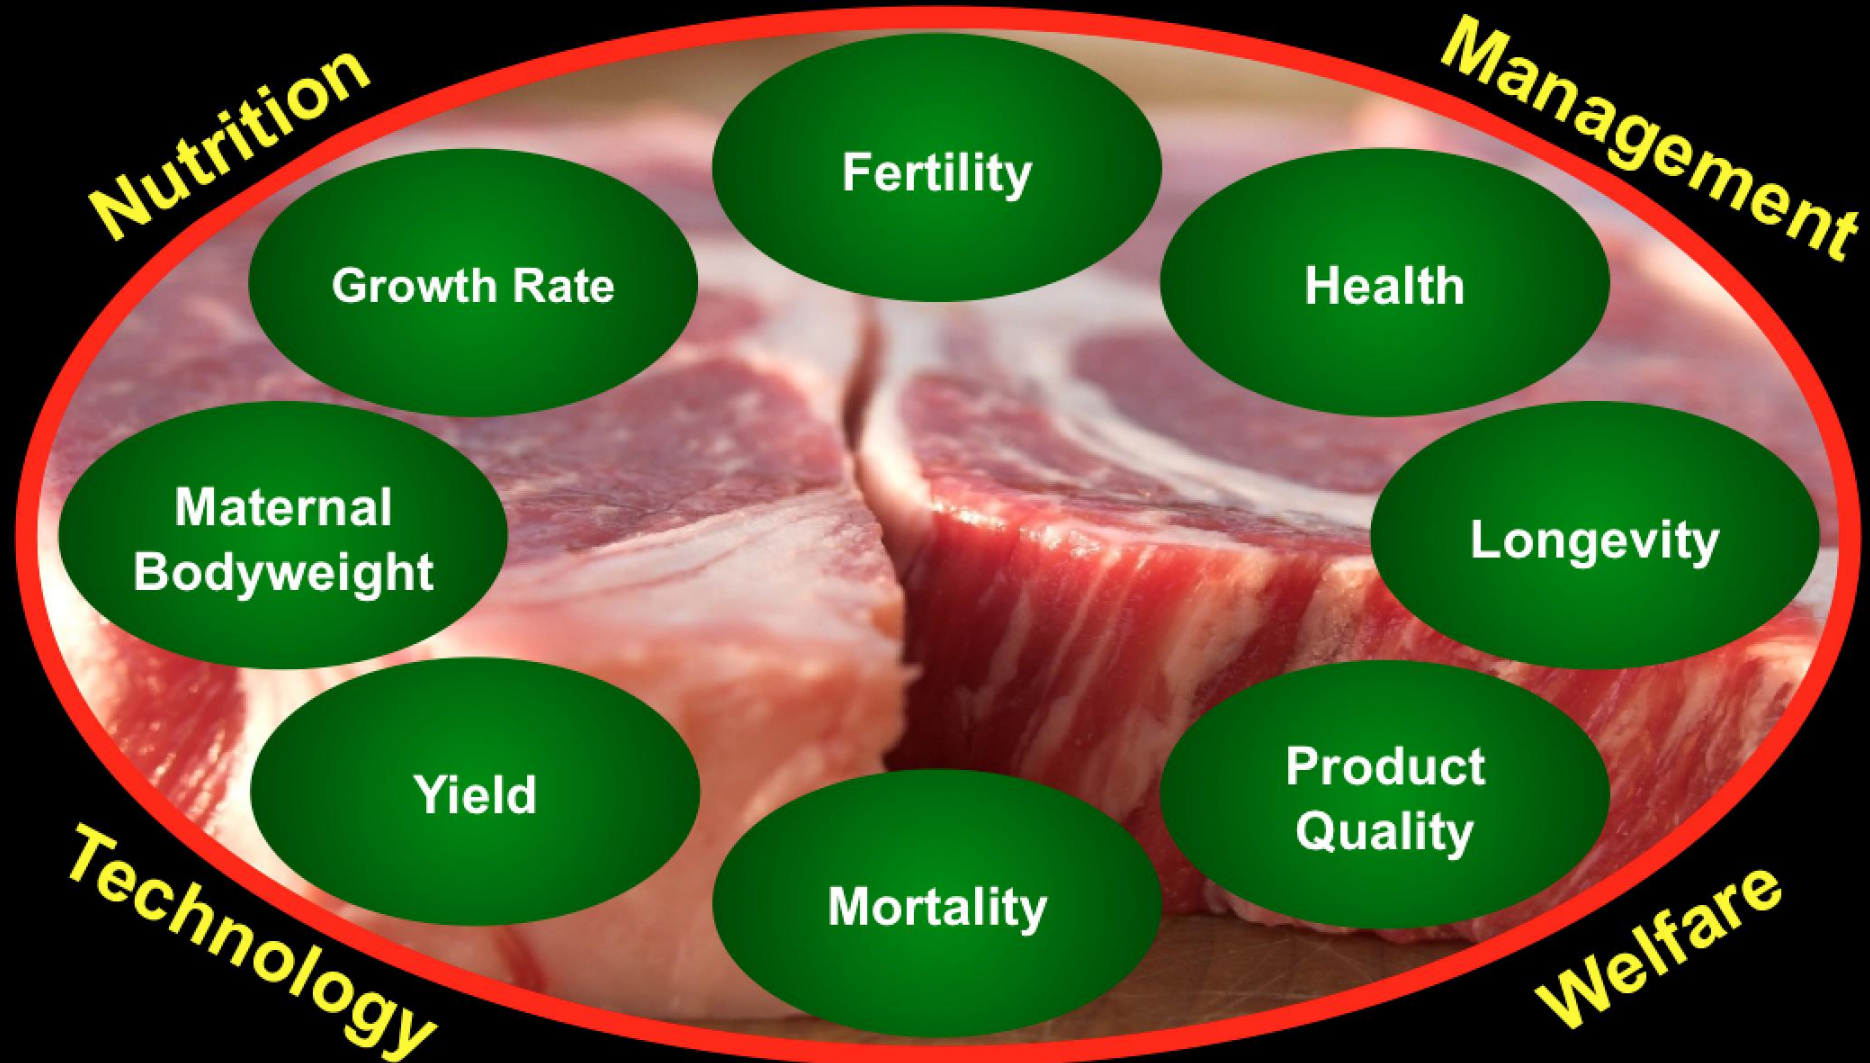 Nutrition
Management
Fertility
Growth Rate
Health
Maternal
Bodyweight
Longevity
Yield
Product
Quality
Mortality
Technology
Welfare